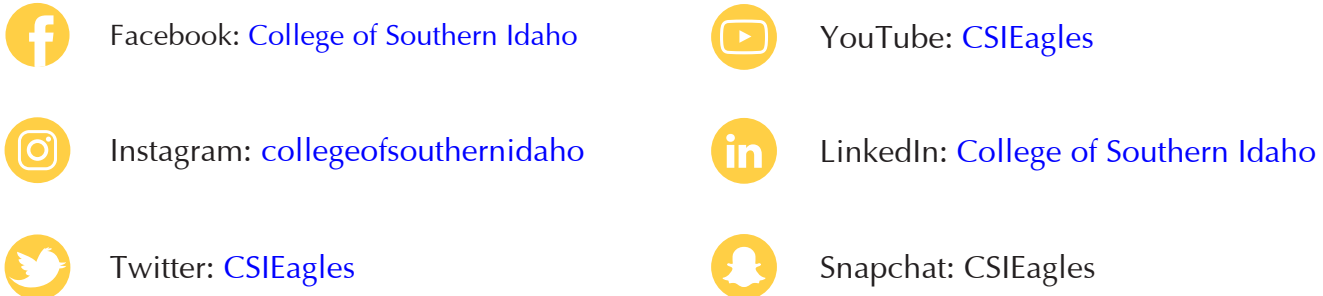 Facebook: College of Southern Idaho
YouTube: CSIEagles
Instagram: collegeofsouthernidaho
LinkedIn: College of Southern Idaho
Twitter: CSIEagles
Snapchat: CSIEagles